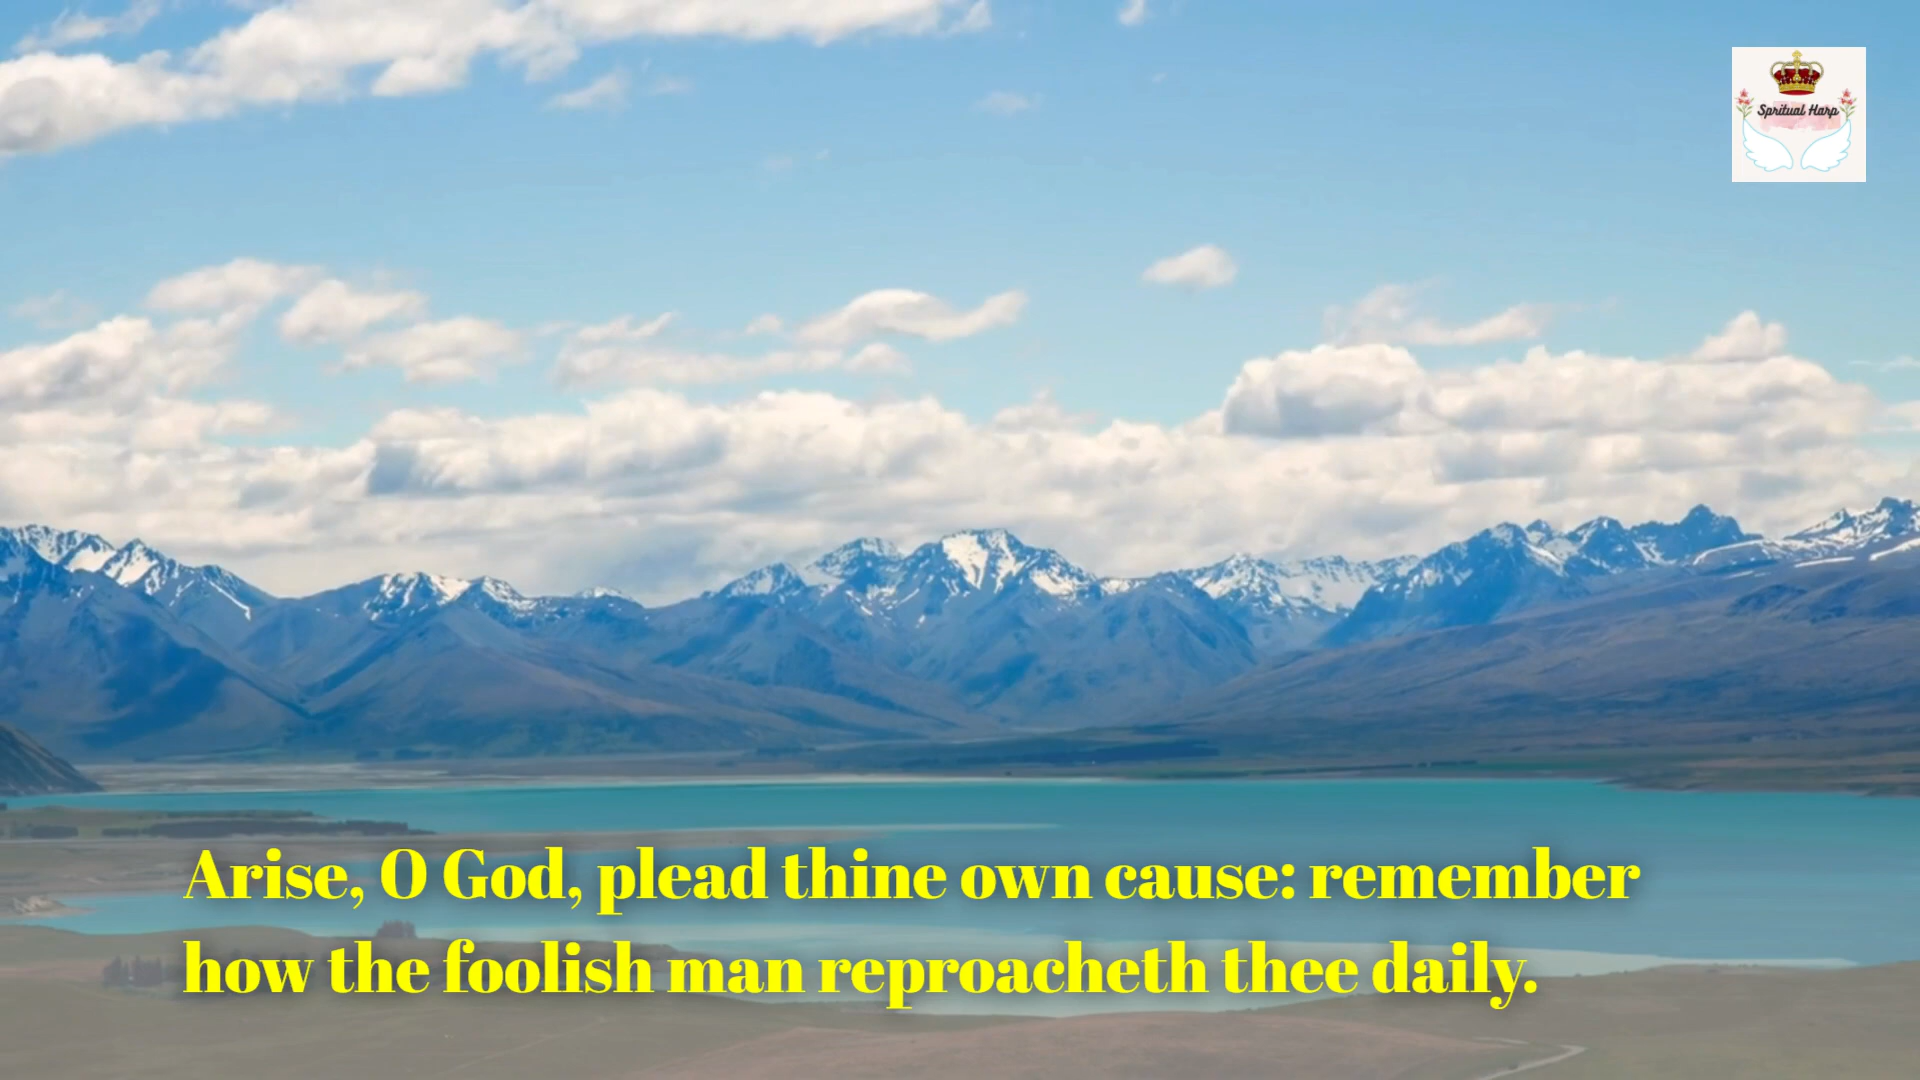 Spritual Harp
Arise, O God, plead thine own cause: remember
how the foolish man reproacheth thee daily.